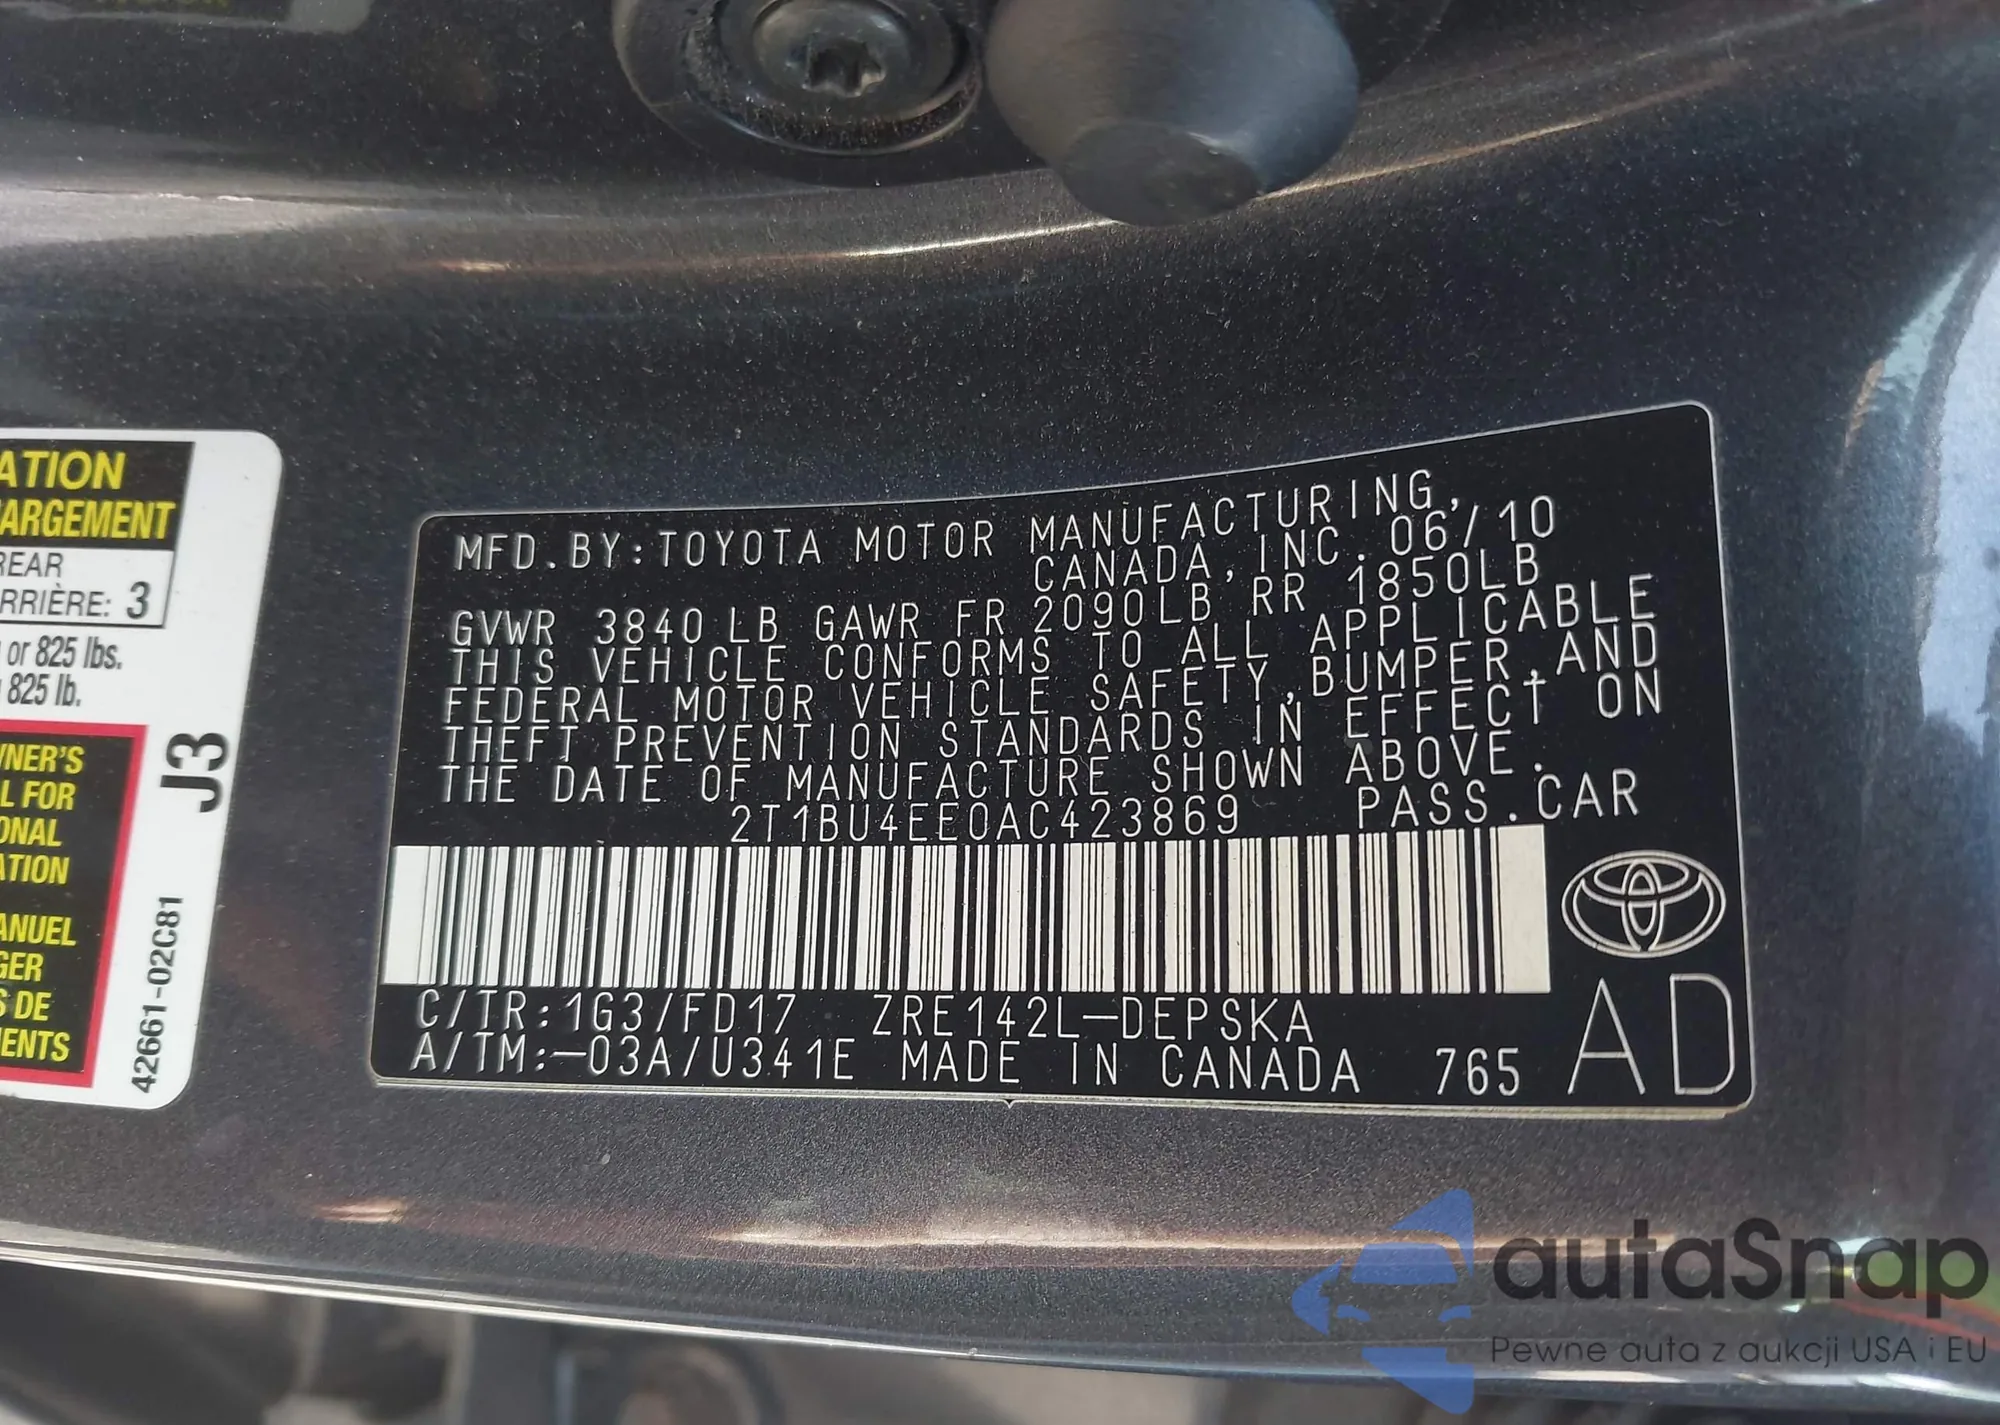 ATION
ARGEMENT
REAR
RRIÈRE: 3
or 825 lbs.
825 lb.
WNER'S
L FOR
ONAL
ATION
ANUEL
GER
S DE
ENTS
42661-02C81
J3
MFD.BY:TOYOTA MOTOR MANUFACTURING,
CANADA,INC. 06/10
GVWR 3840LB GAWR FR 2090LB RR 1850LB
THIS VEHICLE CONFORMS TO ALL APPLICABLE
FEDERAL MOTOR VEHICLE SAFETY,BUMPER,AND
THEFT PREVENTION STANDARDS IN EFFECT ON
THE DATE OF MANUFACTURE SHOWN ABOVE.
2T1BU4EE0AC423869 PASS.CAR
C/TR:1G3/FD17 ZRE142L-DEPSKA
A/TM:-03A/U341E MADE IN CANADA 765
AD
autaSnap
Pewne auta z aukcji USA i EU